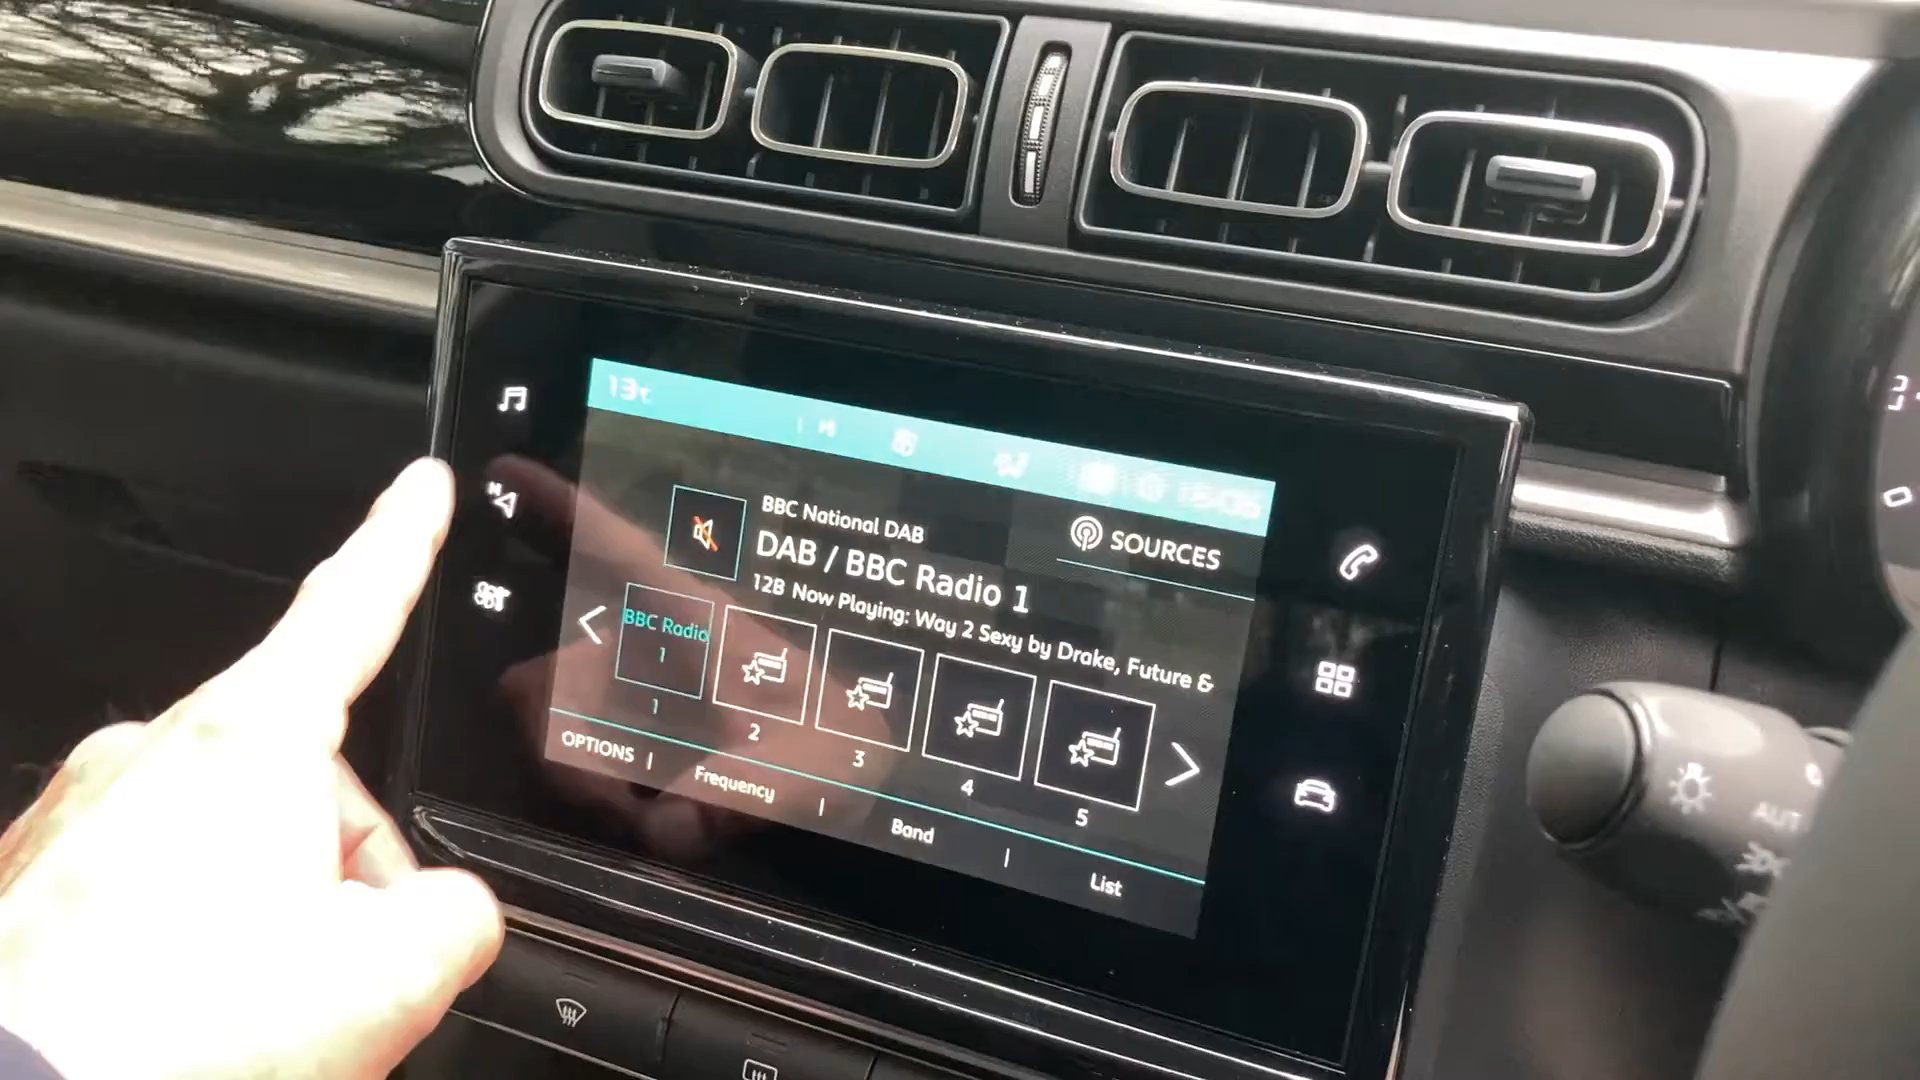 13°C
BBC National DAB
DAB / BBC Radio 1
12B Now Playing: Way 2 Sexy by Drake, Future &
SOURCES
BBC Radio
1
1
2
3
4
5
OPTIONS
Frequency
Band
List
N